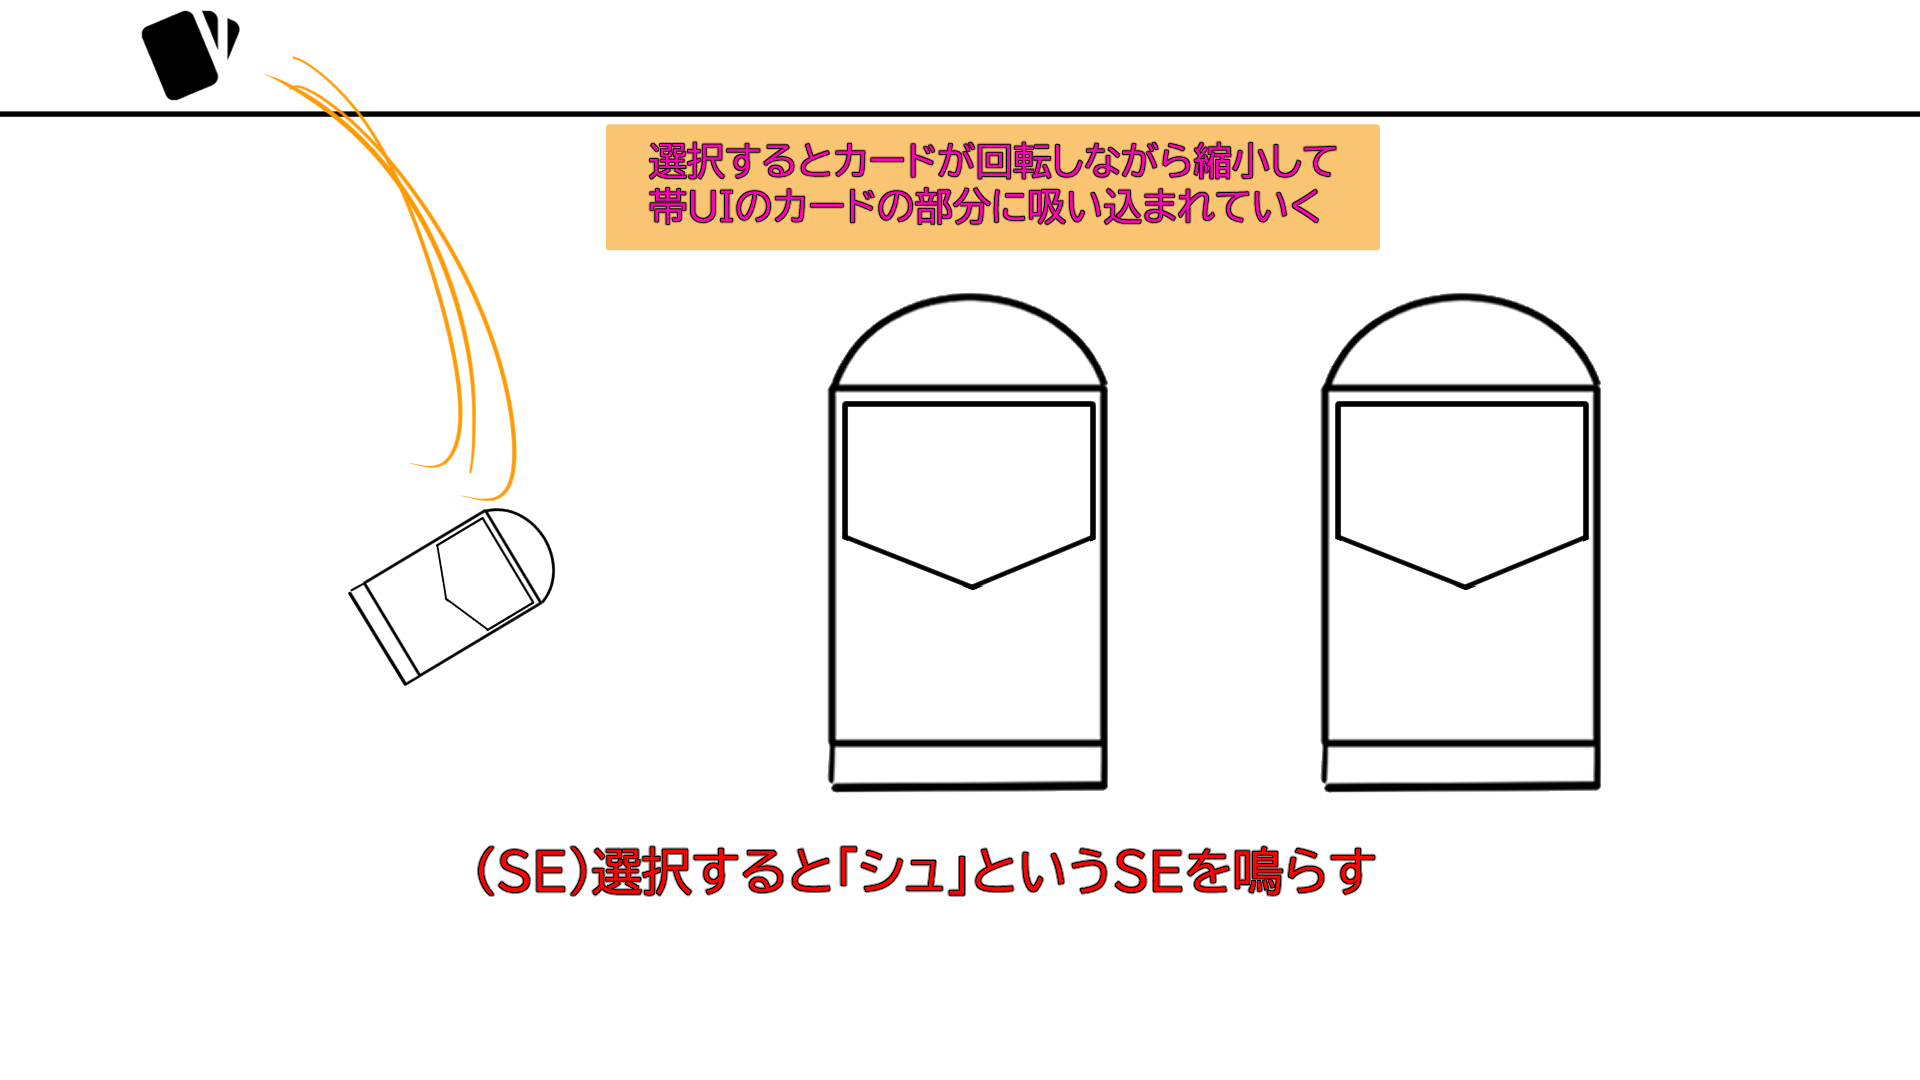 選択するとカードが回転しながら縮小して
帯UIのカードの部分に吸い込まれていく
(SE)選択すると｢シュ｣というSEを鳴らす